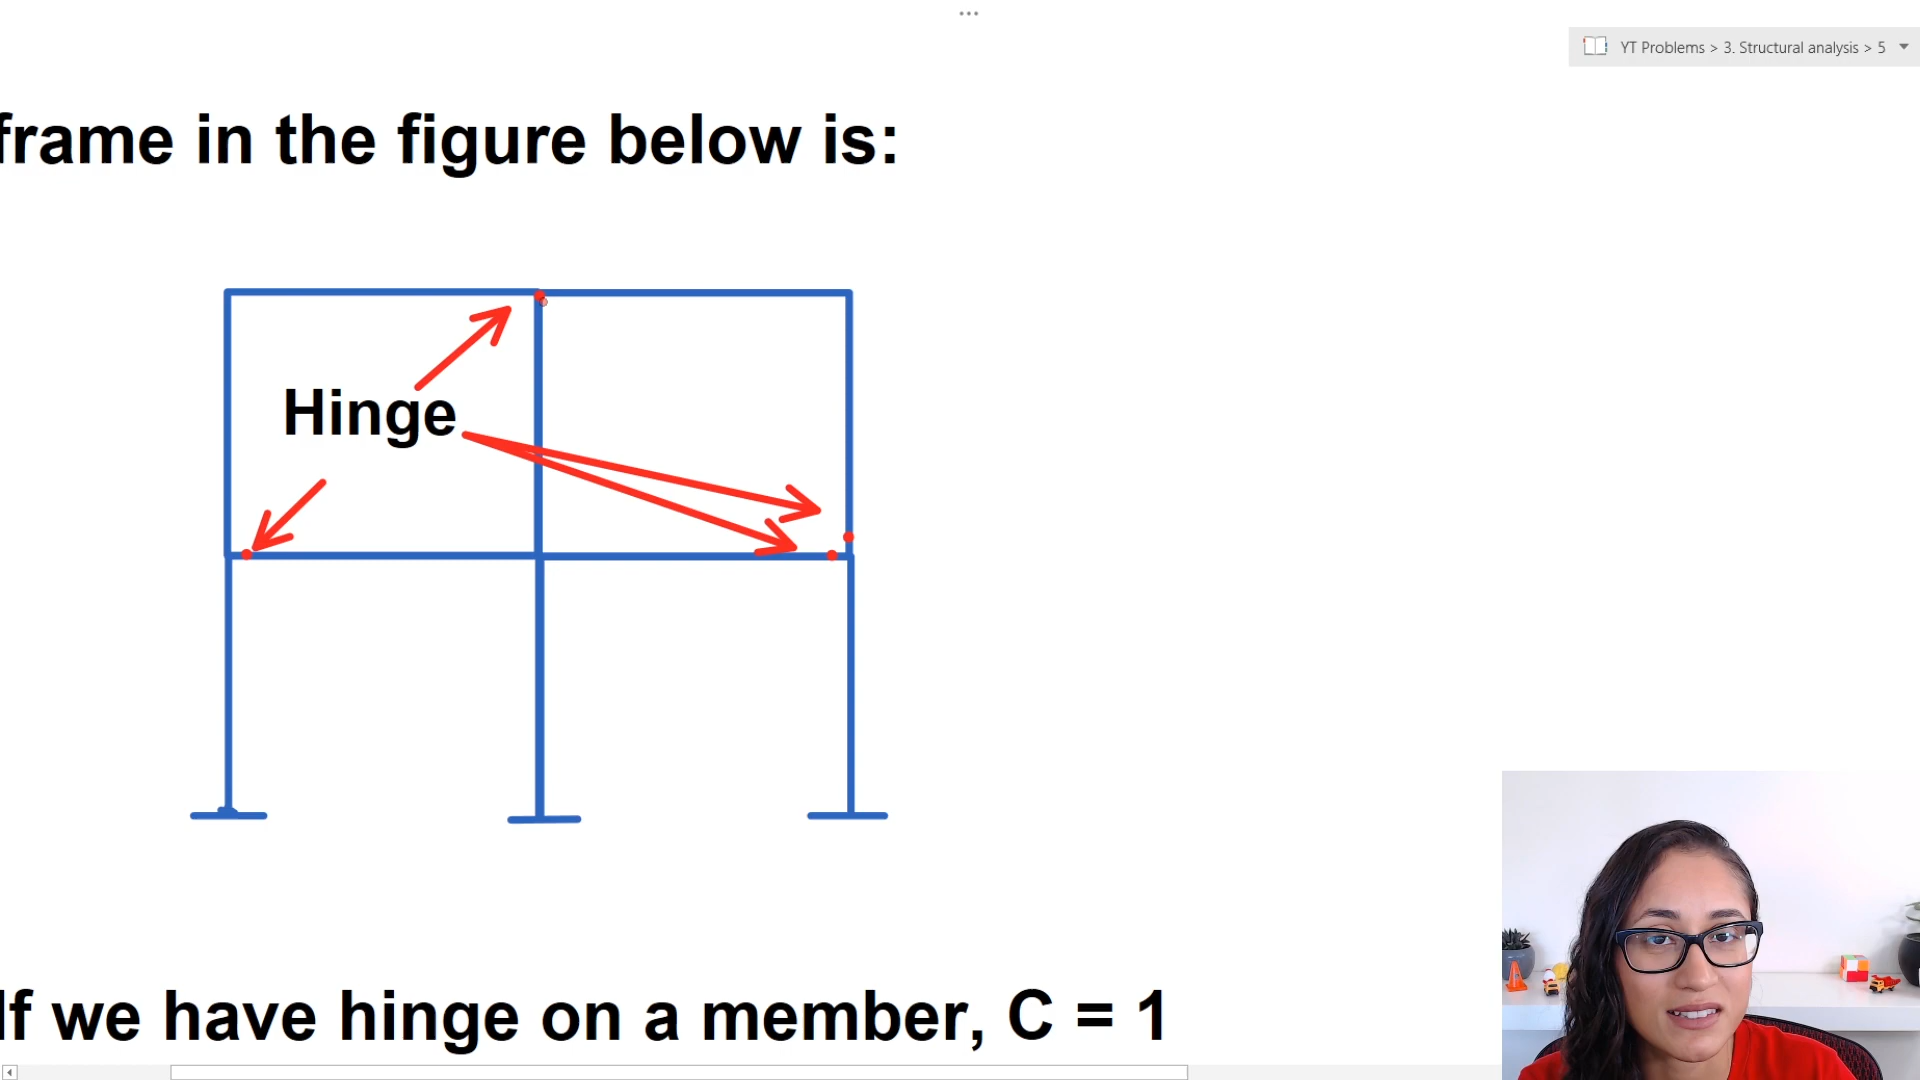 YT Problems > 3. Structural analysis > 5
frame in the figure below is:
Hinge
If we have hinge on a member, C = 1